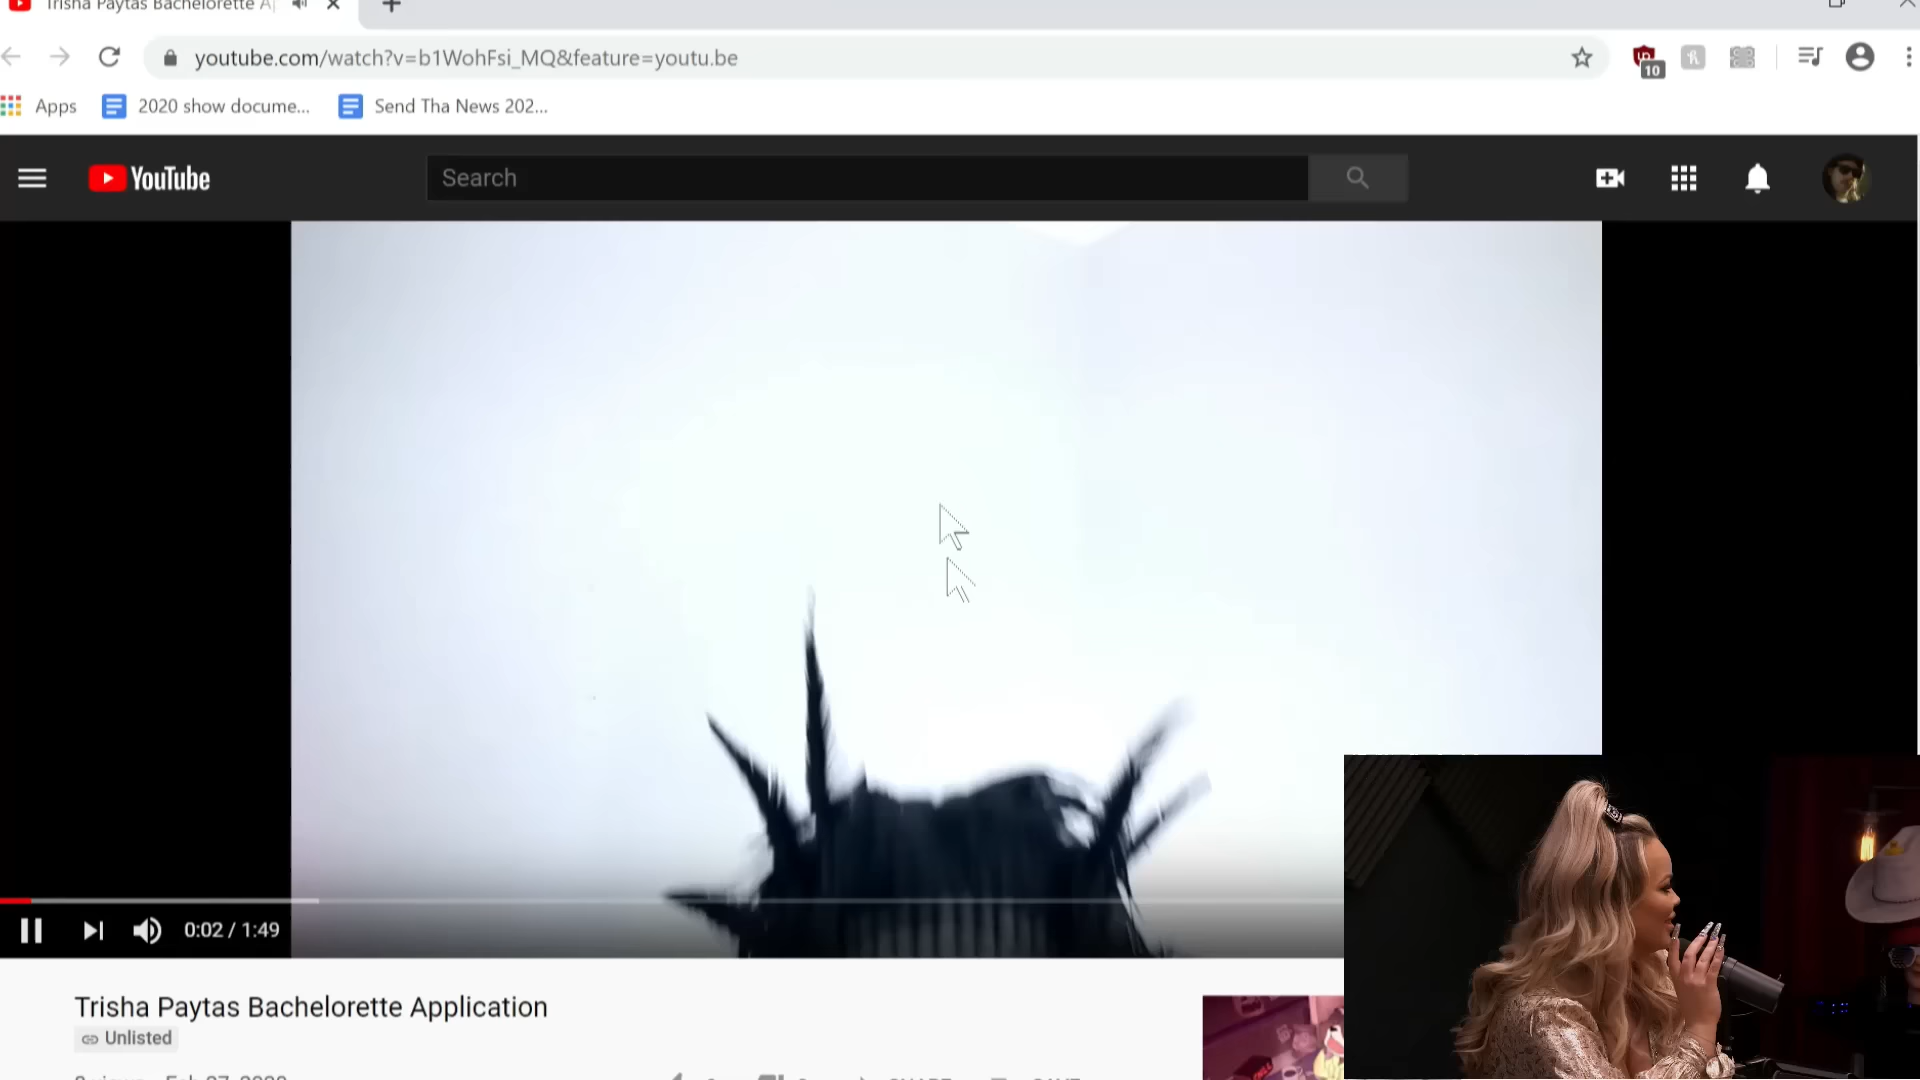 Trisha Paytas Bachelorette A
youtube.com/watch?v=b1WohFsi_MQ&feature=youtu.be
10
Apps
2020 show docume...
Send Tha News 202...
YouTube
Search
0:02 / 1:49
Trisha Paytas Bachelorette Application
Unlisted